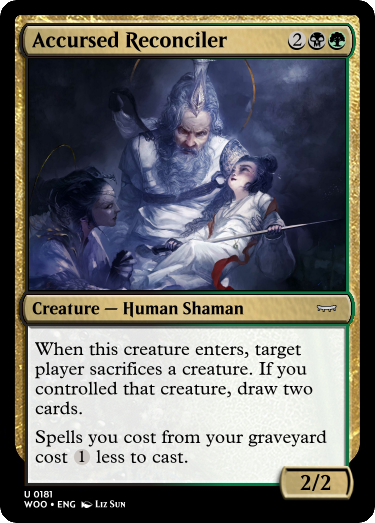 Accursed Reconciler 2
Creature — Human Shaman
When this creature enters, target
player sacrifices a creature. If you
controlled that creature, draw two
cards.
Spells you cost from your graveyard
cost 1 less to cast.
2/2
U 0181
WOO • ENG Liz Sun